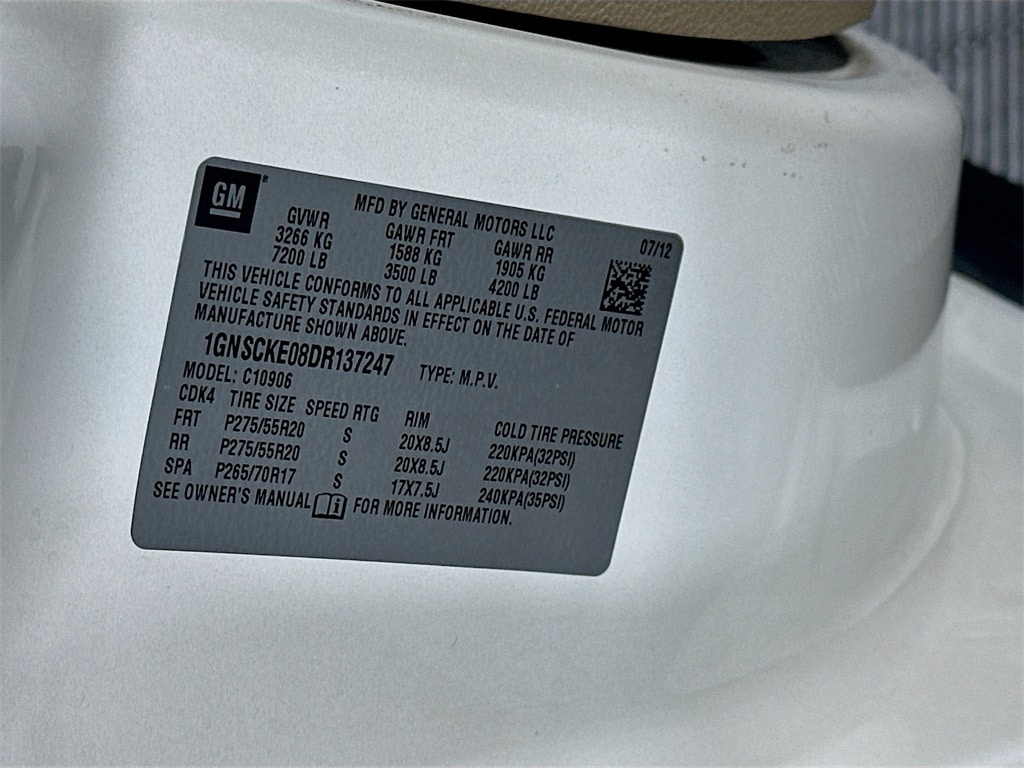 GM
MFD BY GENERAL MOTORS LLC 07/12
GVWR GAWR FRT GAWR RR
3266 KG 1588 KG 1905 KG
7200 LB 3500 LB 4200 LB
THIS VEHICLE CONFORMS TO ALL APPLICABLE U.S. FEDERAL MOTOR
VEHICLE SAFETY STANDARDS IN EFFECT ON THE DATE OF
MANUFACTURE SHOWN ABOVE.
1GNSCKE08DR137247 TYPE: M.P.V.
MODEL: C10906
CDK4 TIRE SIZE SPEED RTG RIM COLD TIRE PRESSURE
FRT P275/55R20 S 20X8.5J 220KPA(32PSI)
RR P275/55R20 S 20X8.5J 220KPA(32PSI)
SPA P265/70R17 S 17X7.5J 240KPA(35PSI)
SEE OWNER'S MANUAL i FOR MORE INFORMATION.